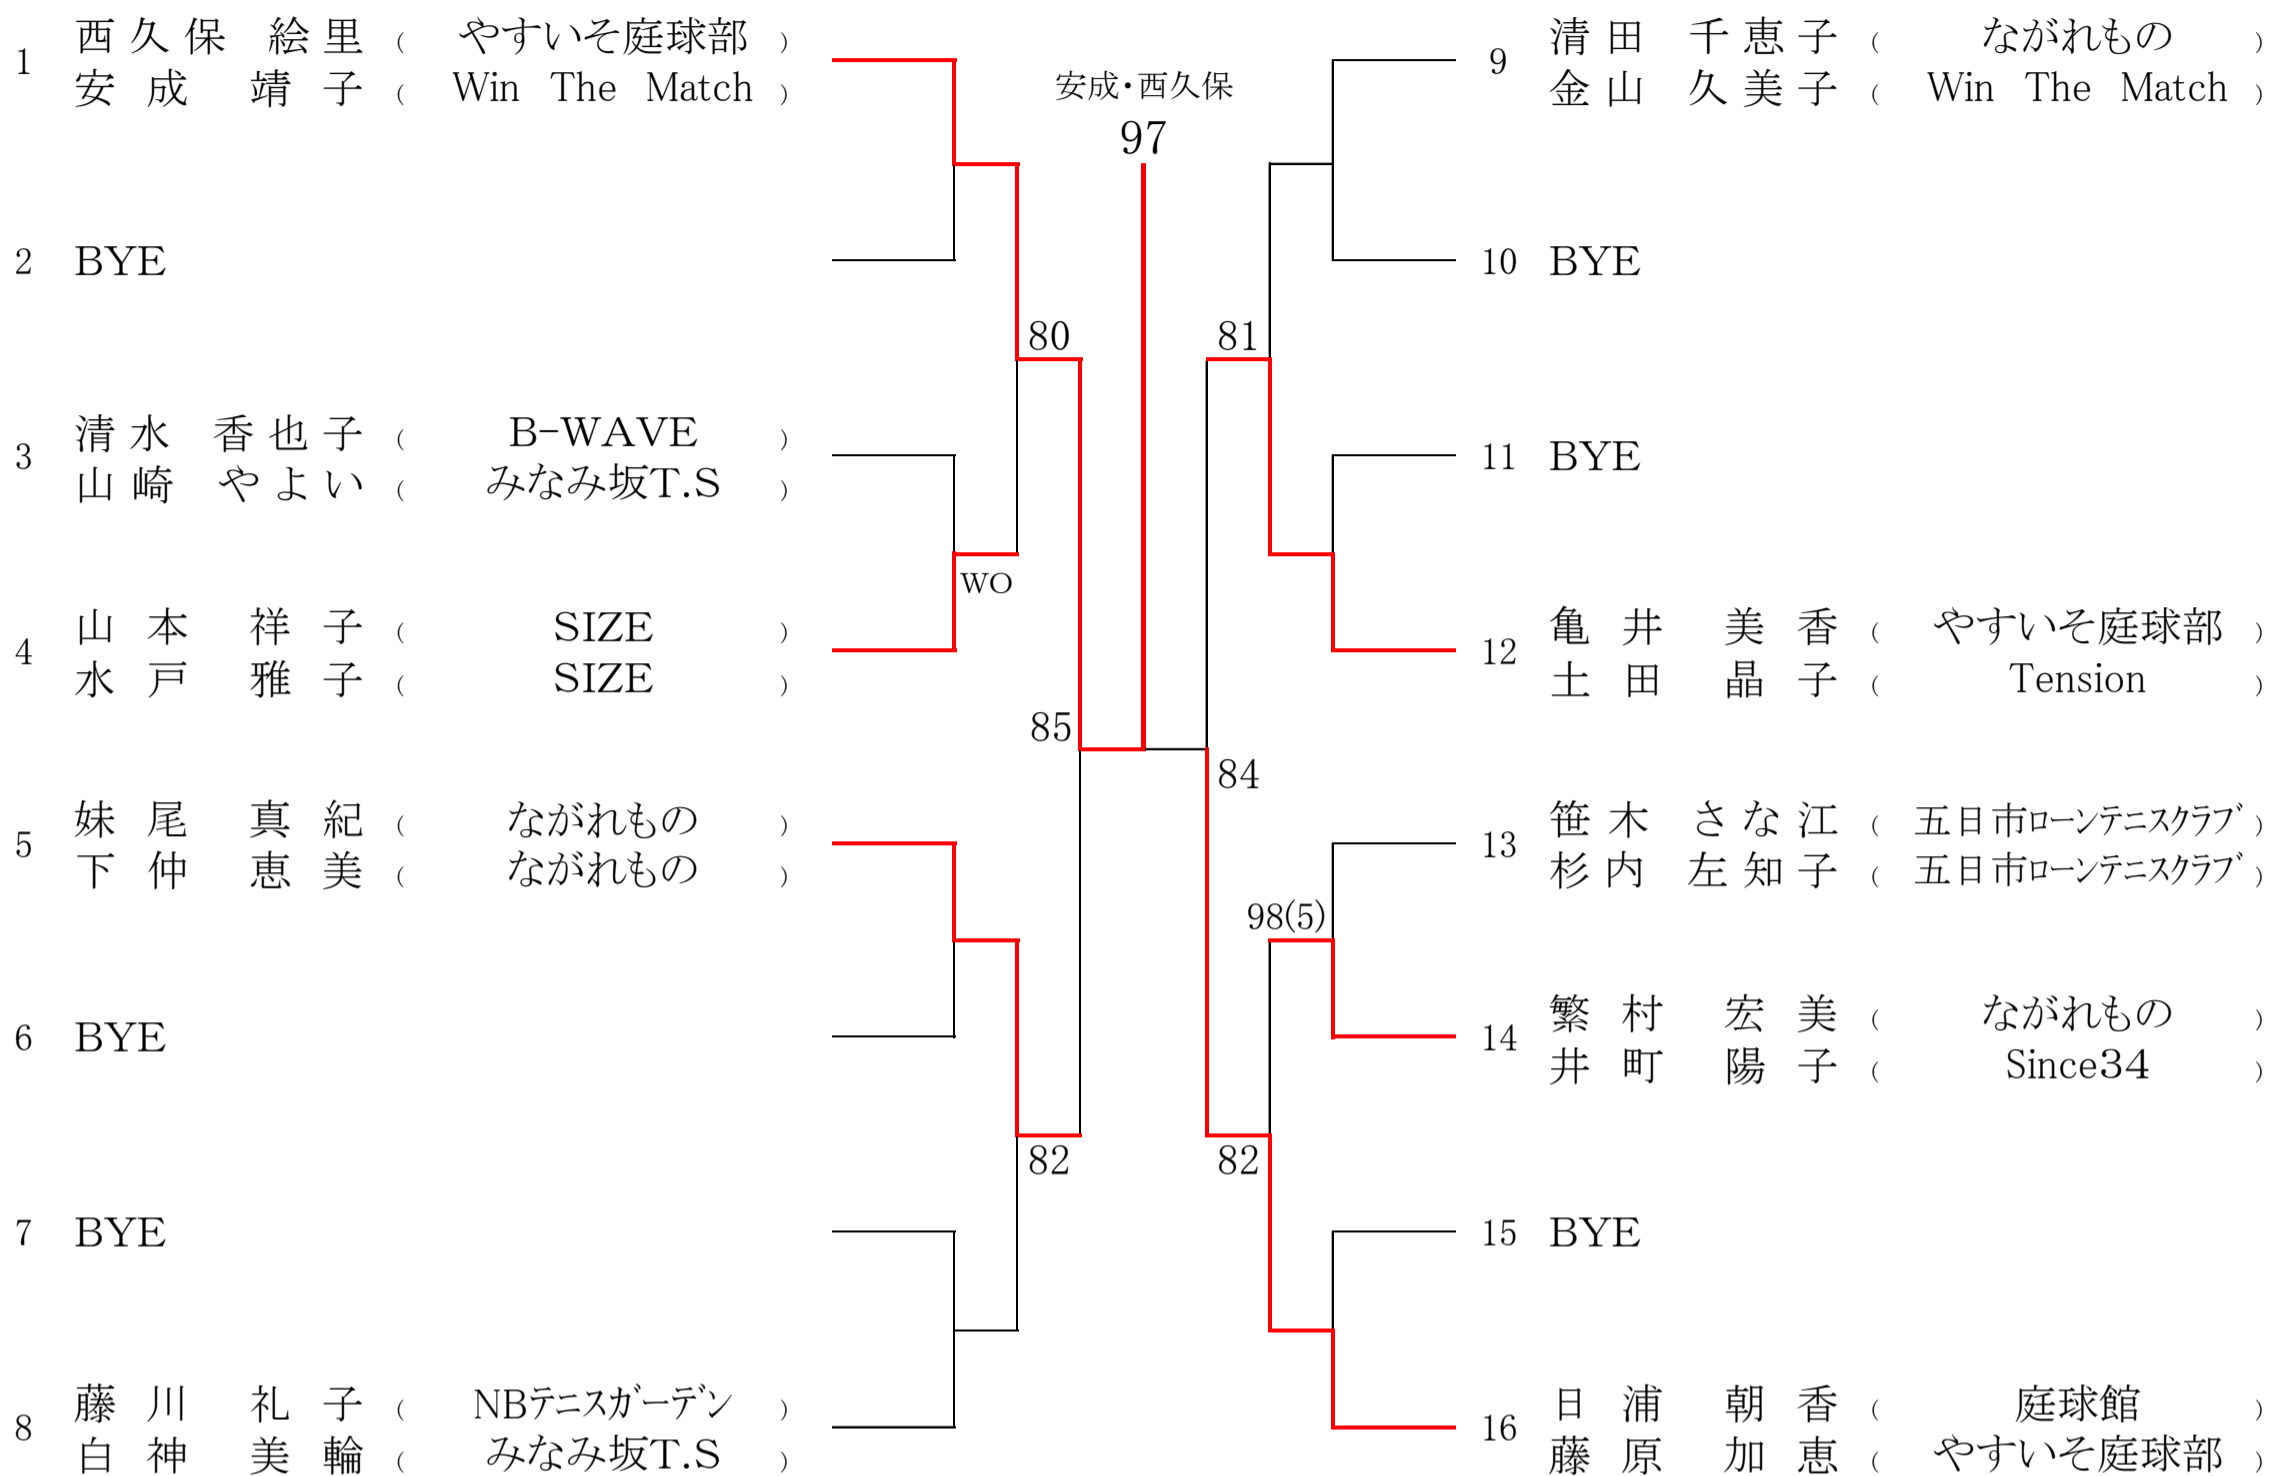 1 西久保 絵里 ( やすいそ庭球部 )
安成 靖子 ( Win The Match )
2 BYE
3 清水 香也子 ( B-WAVE )
山崎 やよい ( みなみ坂T.S )
4 山本 祥子 ( SIZE )
水戸 雅子 ( SIZE )
5 妹尾 真紀 ( ながれもの )
下仲 恵美 ( ながれもの )
6 BYE
7 BYE
8 藤川 礼子 ( NBテニスガーデン )
白神 美輪 ( みなみ坂T.S )
80
WO
85
82
安成・西久保
97
81
84
98(5)
82
9 清田 千恵子 ( ながれもの )
金山 久美子 ( Win The Match )
10 BYE
11 BYE
12 亀井 美香 ( やすいそ庭球部 )
土田 晶子 ( Tension )
13 笹木 さな江 ( 五日市ローンテニスクラブ )
杉内 左知子 ( 五日市ローンテニスクラブ )
14 繁村 宏美 ( ながれもの )
井町 陽子 ( Since34 )
15 BYE
16 日浦 朝香 ( 庭球館 )
藤原 加恵 ( やすいそ庭球部 )